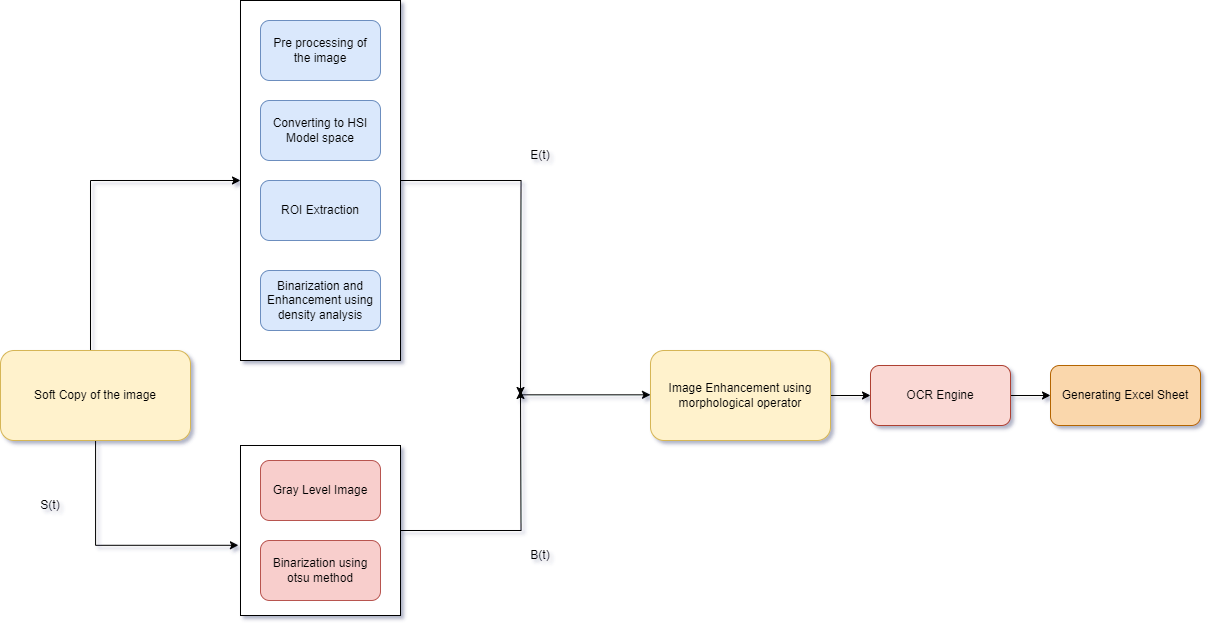 Pre processing of
the image
Converting to HSI
Model space
ROI Extraction
Binarization and
Enhancement using
density analysis
E(t)
Soft Copy of the image
Image Enhancement using
morphological operator
OCR Engine
Generating Excel Sheet
S(t)
Gray Level Image
Binarization using
otsu method
B(t)